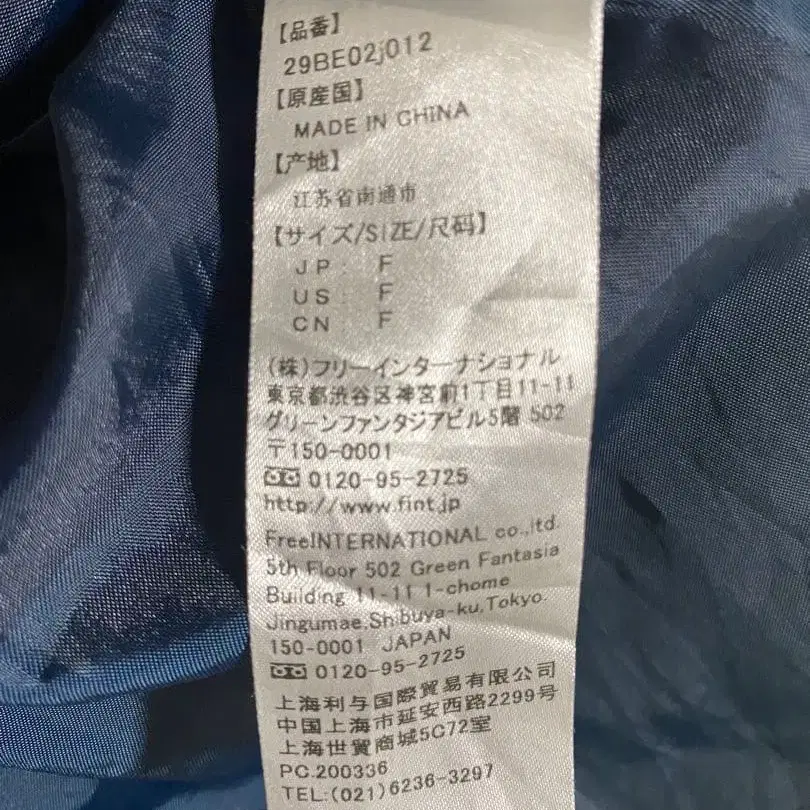 【品番】
29BE02j012
【原産国】
MADE IN CHINA
【产地】
江苏省南通市
【サイズ/SIZE/尺码】
JP: F
US: F
CN: F
(株)フリーインターナショナル
東京都渋谷区神宮前1丁目11-11
グリーンファンタジアビル5階 502
〒150-0001
0120-95-2725
http://www.fint.jp
FreeINTERNATIONAL co.,ltd.
5th Floor 502 Green Fantasia
Building 11-11 1-chome
Jingumae,Shibuya-ku,Tokyo.
150-0001 JAPAN
0120-95-2725
上海利与国際貿易有限公司
中国上海市延安西路2299号
上海世貿商城5C72室
PC.200336
TEL:(021)6236-3297